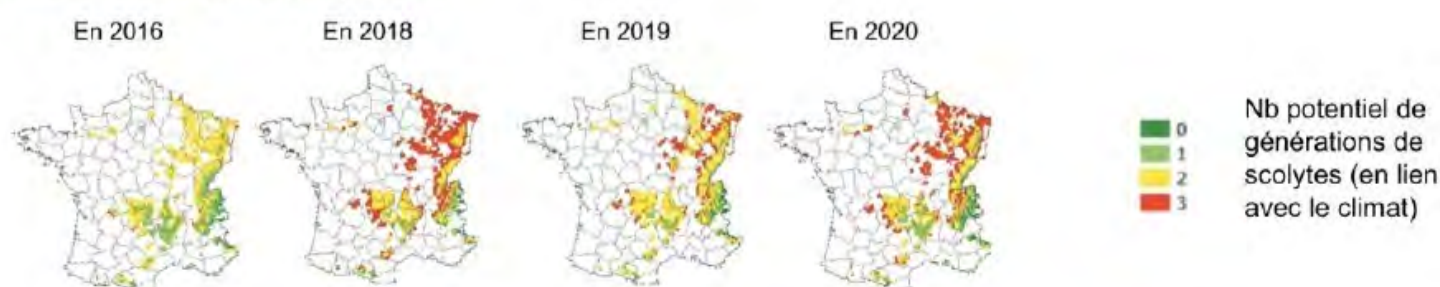 En 2016
En 2018
En 2019
En 2020
0
1
2
3
Nb potentiel de
générations de
scolytes (en lien
avec le climat)